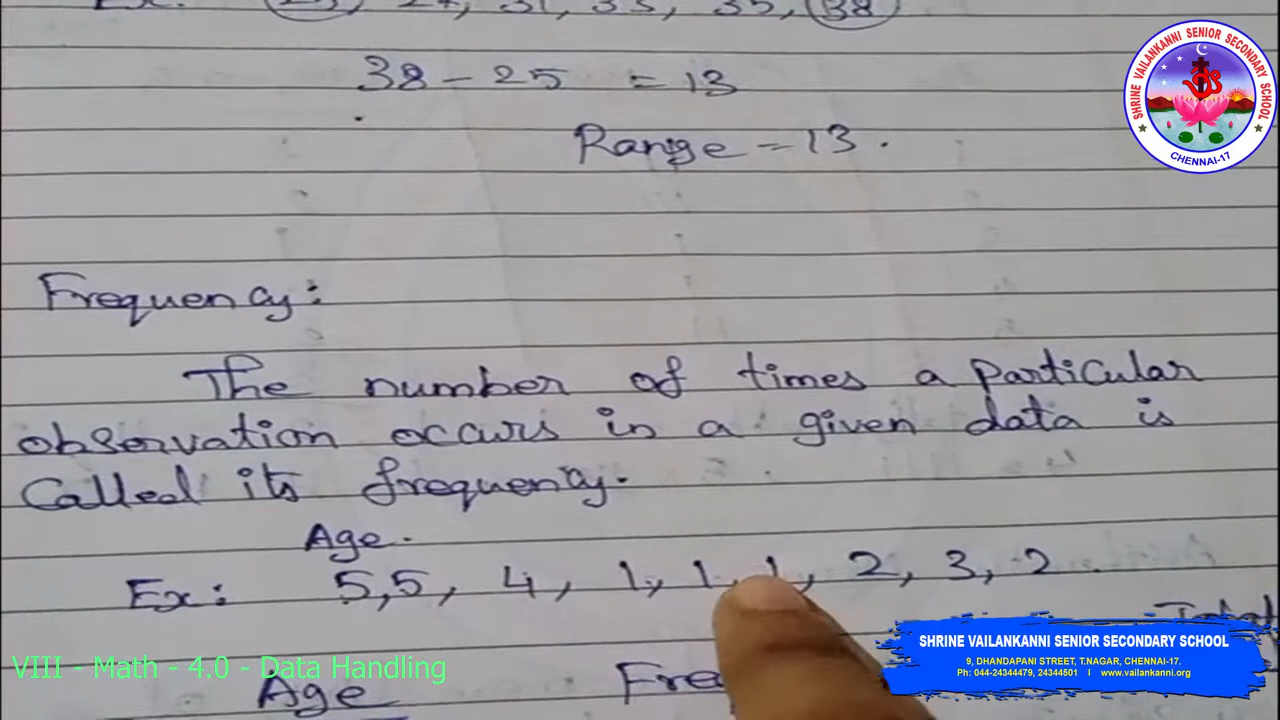 38 - 25 = 13
Range = 13.
Frequency:
The number of times a particular
observation occurs in a given data is
called its frequency.
Age.
Ex: 5,5, 4, 1, 1, 1, 2, 3, 2.
Age
SHRINE VAILANKANNI SENIOR SECONDARY SCHOOL
CHENNAI-17
SHRINE VAILANKANNI SENIOR SECONDARY SCHOOL
9, DHANDAPANI STREET, T.NAGAR, CHENNAI-17.
Ph: 044-24344479, 24344501 I www.vailankanni.org
VIII - Math - 4.0 - Data Handling